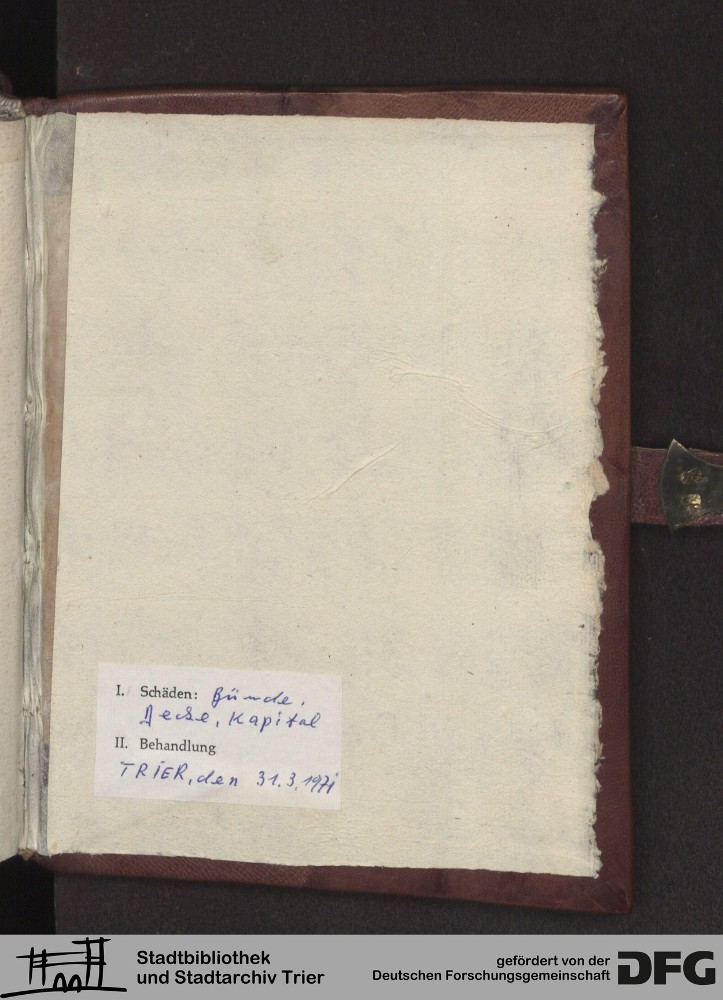 I. Schäden: Bünde,
Decke, Kapital
II. Behandlung
TRIER, den 31.3.1971
Stadtbibliothek
und Stadtarchiv Trier
gefördert von der
Deutschen Forschungsgemeinschaft
DFG